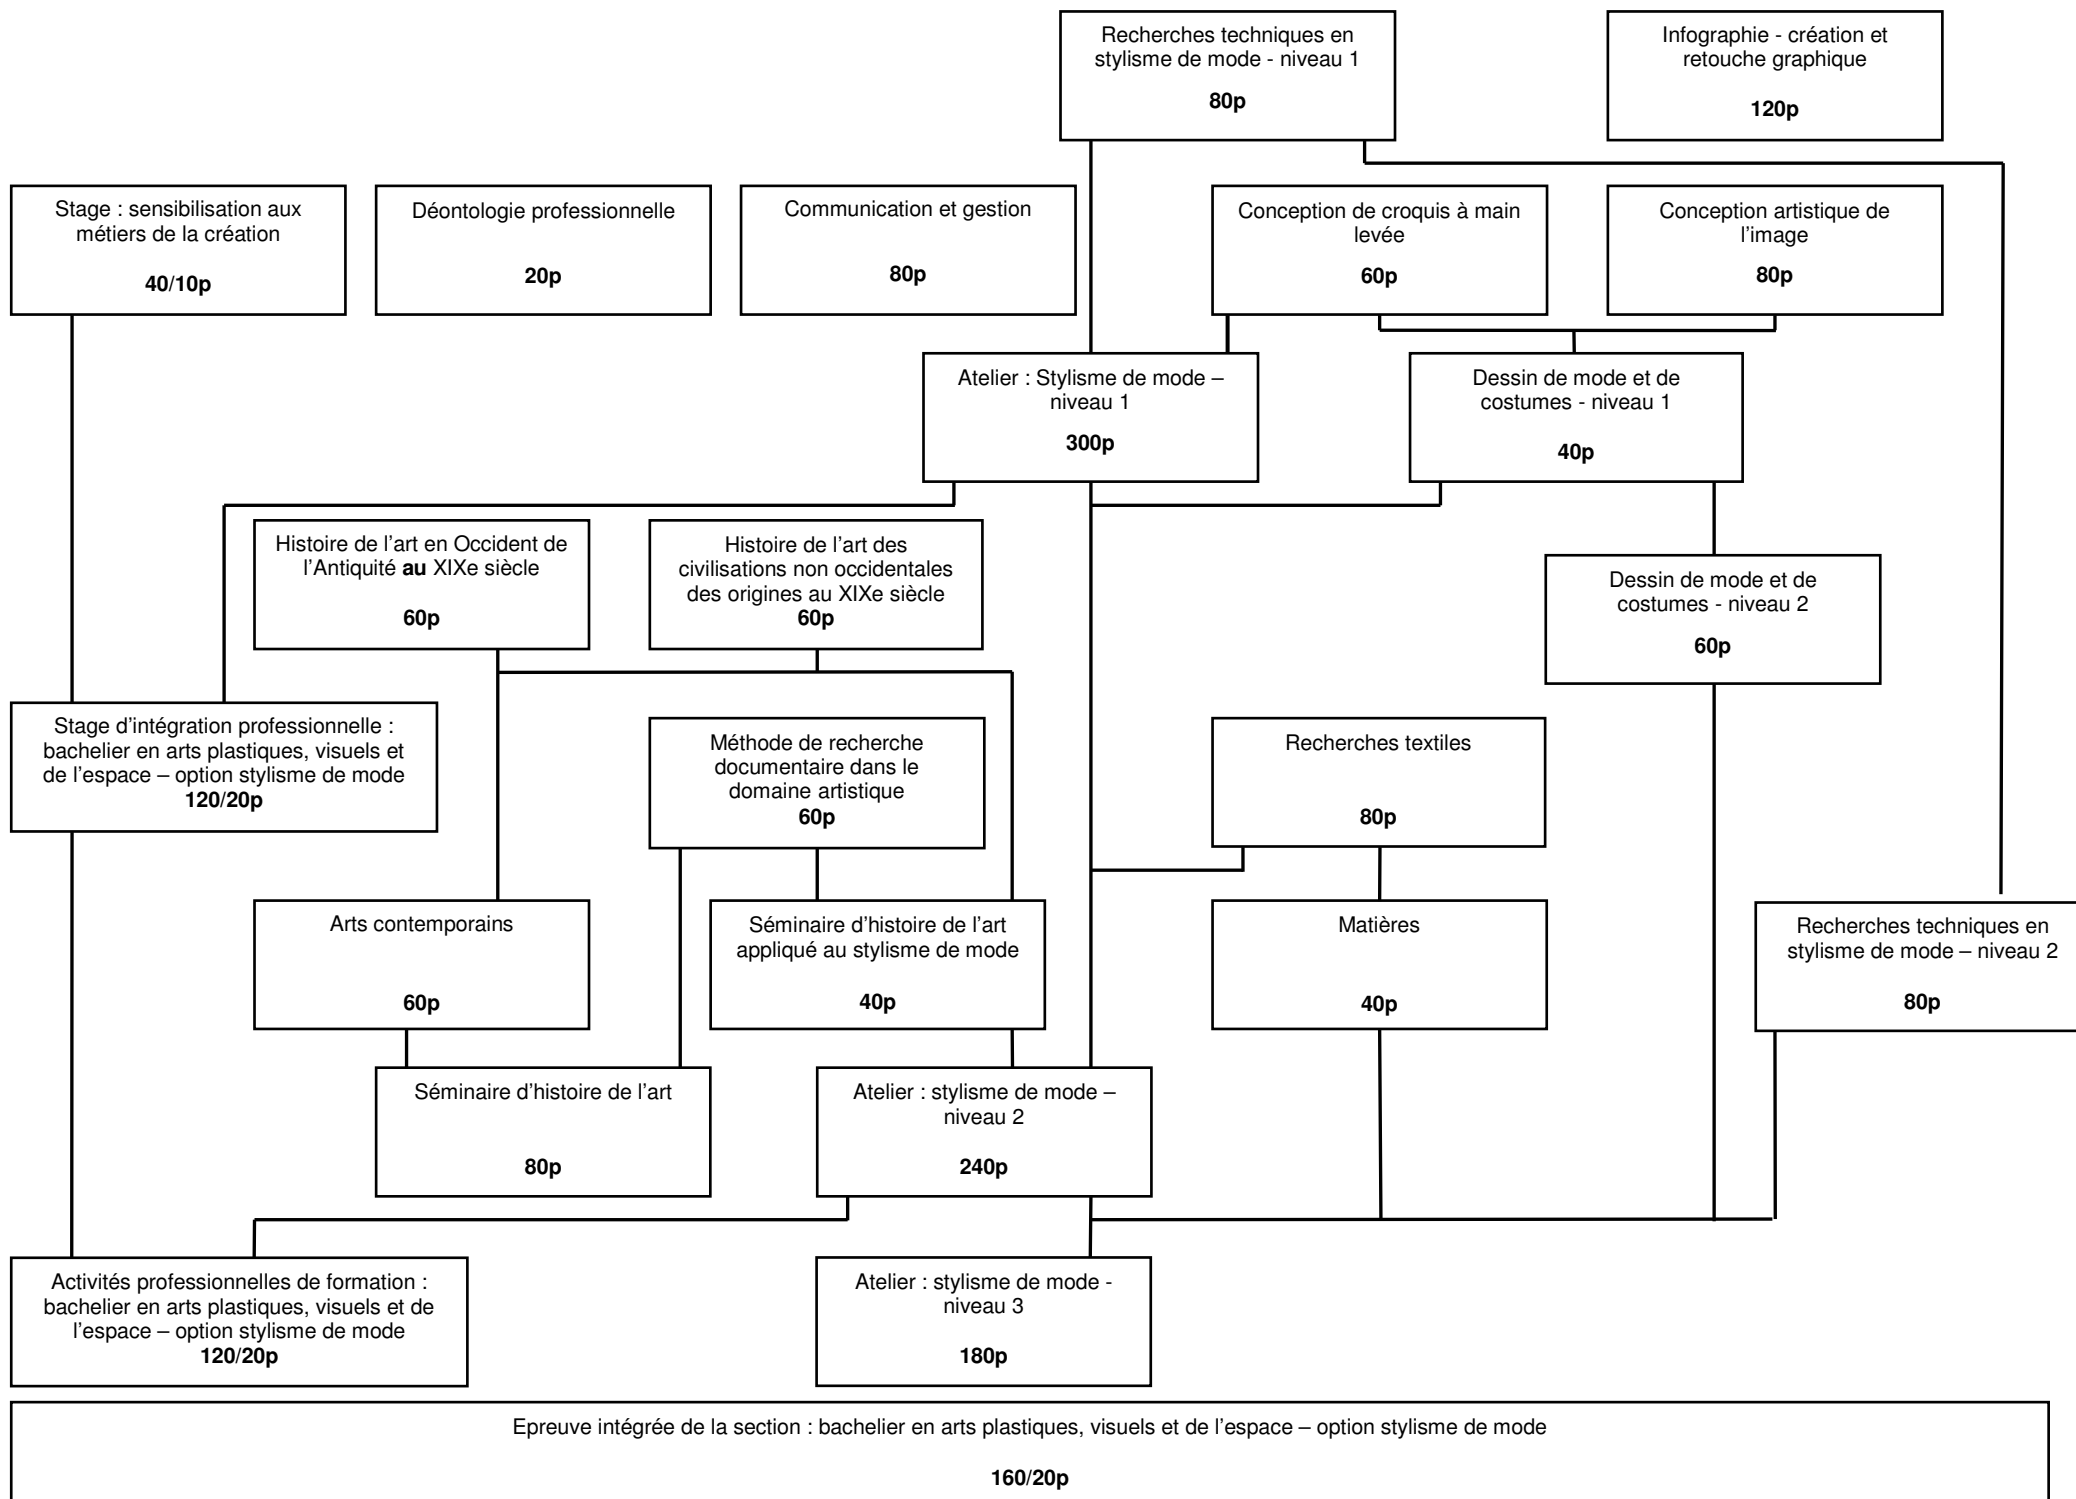 Recherches techniques en
stylisme de mode - niveau 1
80p
Infographie - création et
retouche graphique
120p
Stage : sensibilisation aux
métiers de la création
40/10p
Déontologie professionnelle
20p
Communication et gestion
80p
Conception de croquis à main
levée
60p
Conception artistique de
l’image
80p
Atelier : Stylisme de mode –
niveau 1
300p
Dessin de mode et de
costumes - niveau 1
40p
Histoire de l’art en Occident de
l’Antiquité au XIXe siècle
60p
Histoire de l’art des
civilisations non occidentales
des origines au XIXe siècle
60p
Dessin de mode et de
costumes - niveau 2
60p
Stage d’intégration professionnelle :
bachelier en arts plastiques, visuels et
de l’espace – option stylisme de mode
120/20p
Méthode de recherche
documentaire dans le
domaine artistique
60p
Recherches textiles
80p
Arts contemporains
60p
Séminaire d’histoire de l’art
appliqué au stylisme de mode
40p
Matières
40p
Recherches techniques en
stylisme de mode – niveau 2
80p
Séminaire d’histoire de l’art
80p
Atelier : stylisme de mode –
niveau 2
240p
Activités professionnelles de formation :
bachelier en arts plastiques, visuels et de
l’espace – option stylisme de mode
120/20p
Atelier : stylisme de mode -
niveau 3
180p
Epreuve intégrée de la section : bachelier en arts plastiques, visuels et de l’espace – option stylisme de mode
160/20p